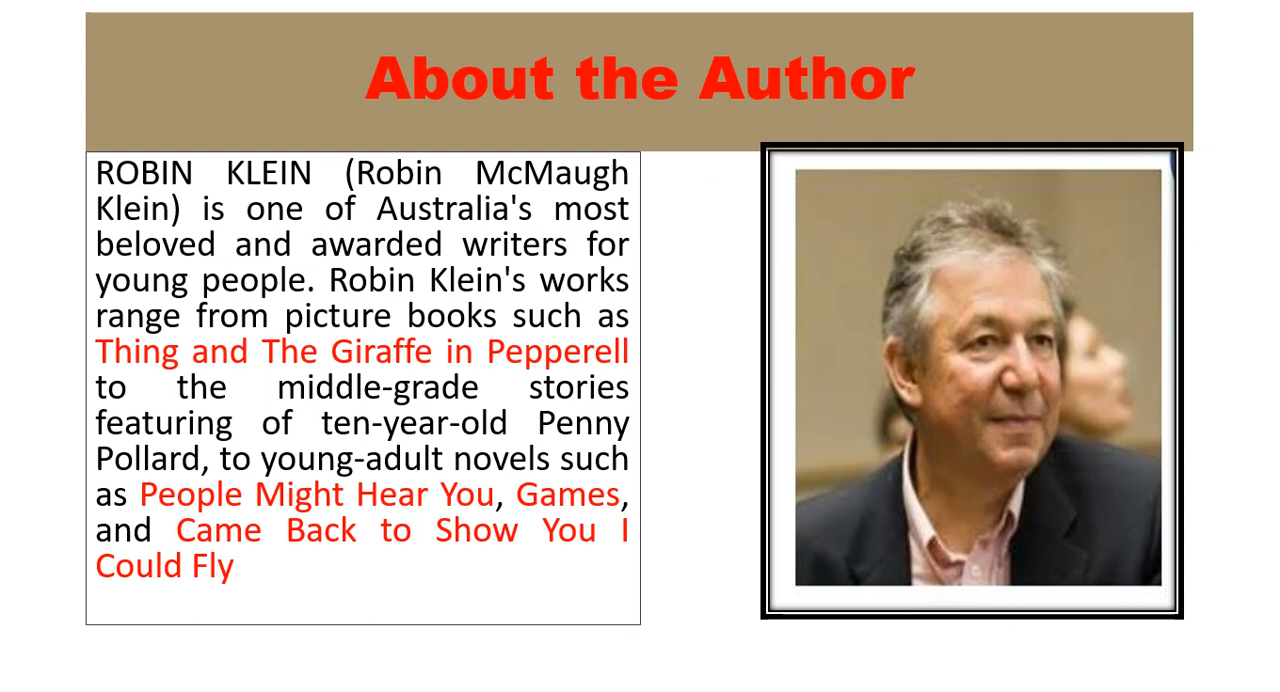 About the Author
ROBIN KLEIN (Robin McMaugh
Klein) is one of Australia's most
beloved and awarded writers for
young people. Robin Klein's works
range from picture books such as
Thing and The Giraffe in Pepperell
to the middle-grade stories
featuring of ten-year-old Penny
Pollard, to young-adult novels such
as People Might Hear You, Games,
and Came Back to Show You I
Could Fly